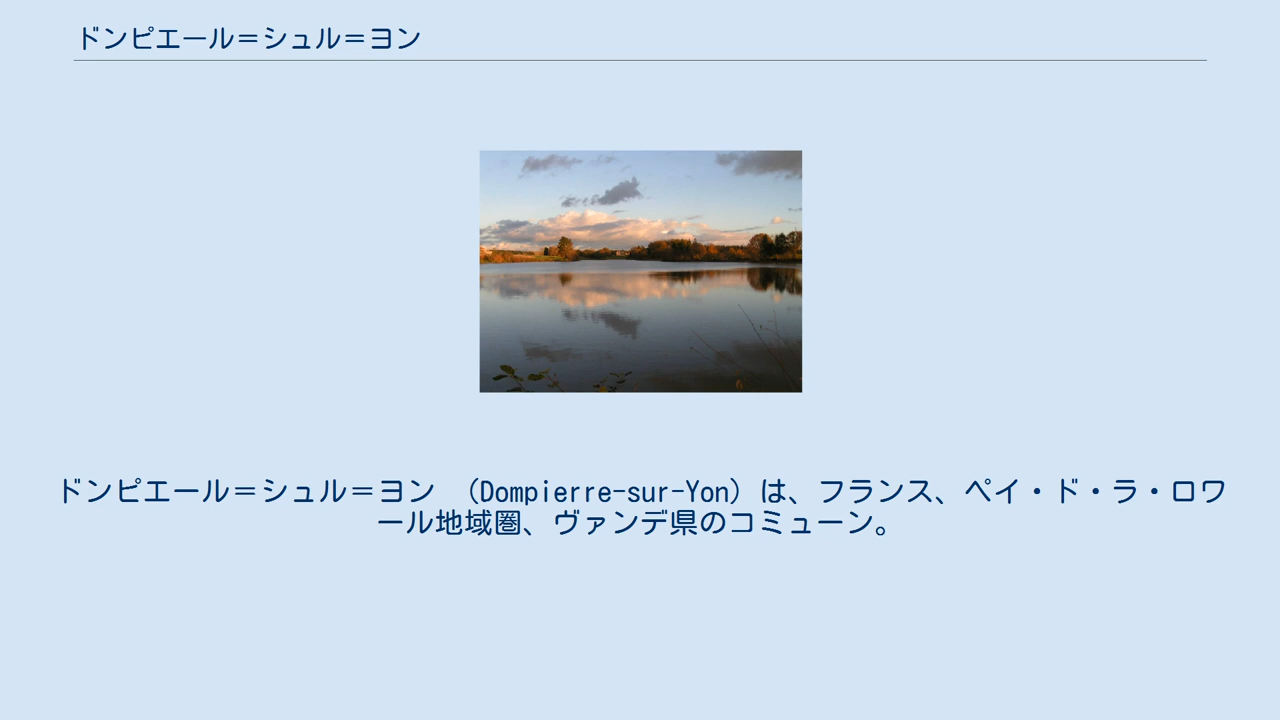 ドンピエール＝シュル＝ヨン
ドンピエール＝シュル＝ヨン （Dompierre-sur-Yon）は、フランス、ペイ・ド・ラ・ロワ
ール地域圏、ヴァンデ県のコミューン。